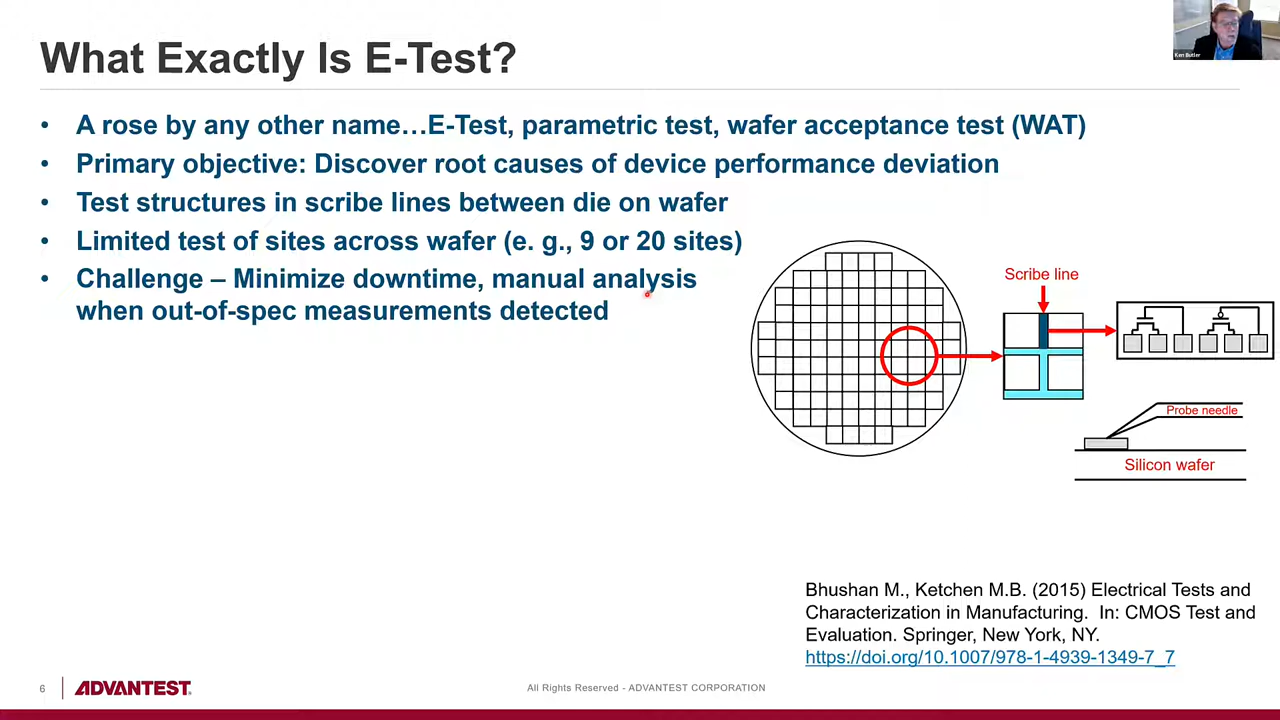 Ken Butler
What Exactly Is E-Test?
• A rose by any other name…E-Test, parametric test, wafer acceptance test (WAT)
• Primary objective: Discover root causes of device performance deviation
• Test structures in scribe lines between die on wafer
• Limited test of sites across wafer (e. g., 9 or 20 sites)
• Challenge – Minimize downtime, manual analysis
when out-of-spec measurements detected
Scribe line
Probe needle
Silicon wafer
Bhushan M., Ketchen M.B. (2015) Electrical Tests and
Characterization in Manufacturing. In: CMOS Test and
Evaluation. Springer, New York, NY.
https://doi.org/10.1007/978-1-4939-1349-7_7
6
ADVANTEST
All Rights Reserved - ADVANTEST CORPORATION